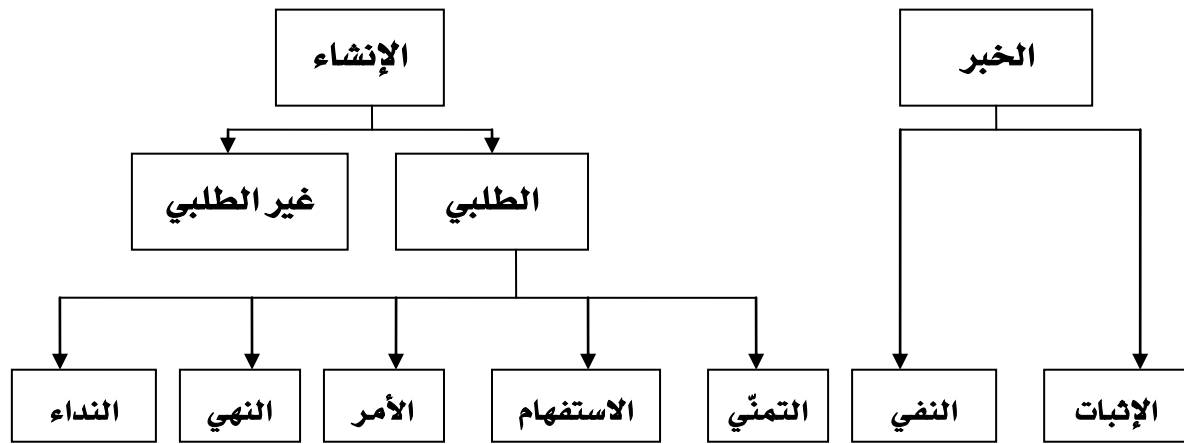 الخبر
الإنشاء
الطلبي
غير الطلبي
الإثبات
النفي
التمنّي
الاستفهام
الأمر
النهي
النداء